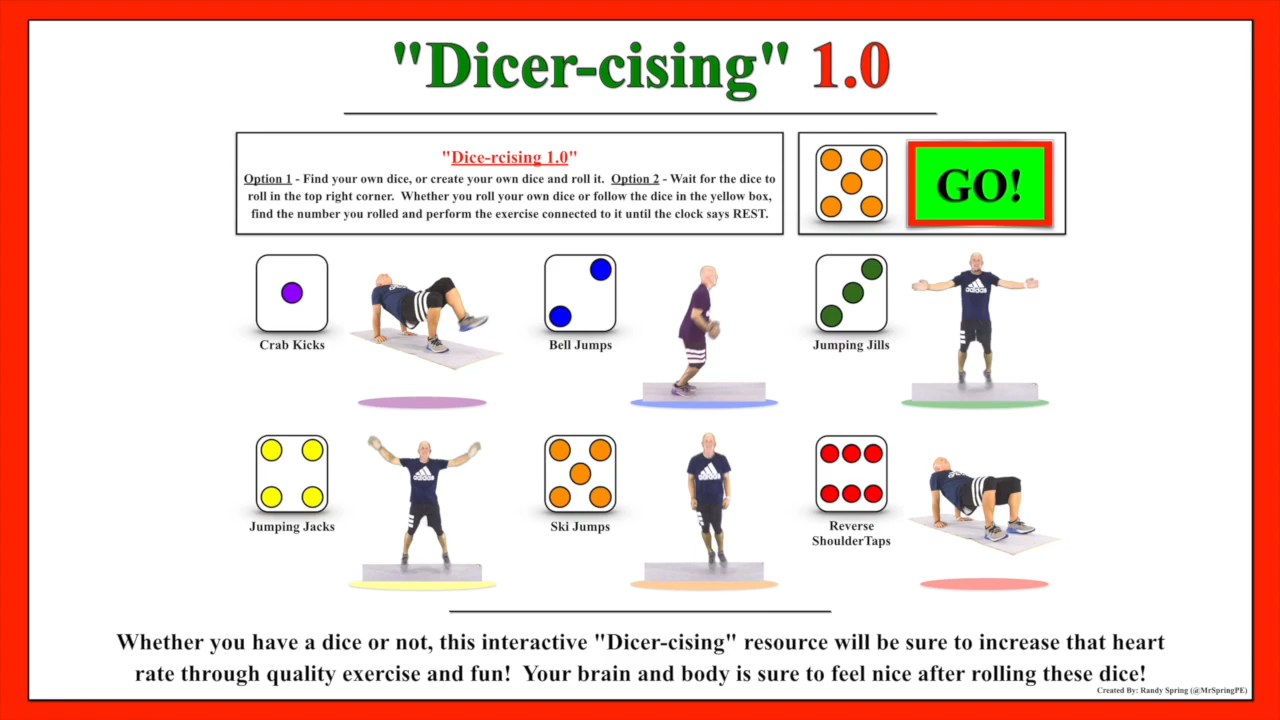 "Dicer-cising" 1.0
"Dice-rcising 1.0"
Option 1 - Find your own dice, or create your own dice and roll it.  Option 2 - Wait for the dice to
roll in the top right corner.  Whether you roll your own dice or follow the dice in the yellow box,
find the number you rolled and perform the exercise connected to it until the clock says REST.
GO!
Crab Kicks
Bell Jumps
Jumping Jills
adidas
adidas
Jumping Jacks
Ski Jumps
Reverse
ShoulderTaps
adidas
adidas
Whether you have a dice or not, this interactive "Dicer-cising" resource will be sure to increase that heart
rate through quality exercise and fun!  Your brain and body is sure to feel nice after rolling these dice!
Created By: Randy Spring (@MrSpringPE)